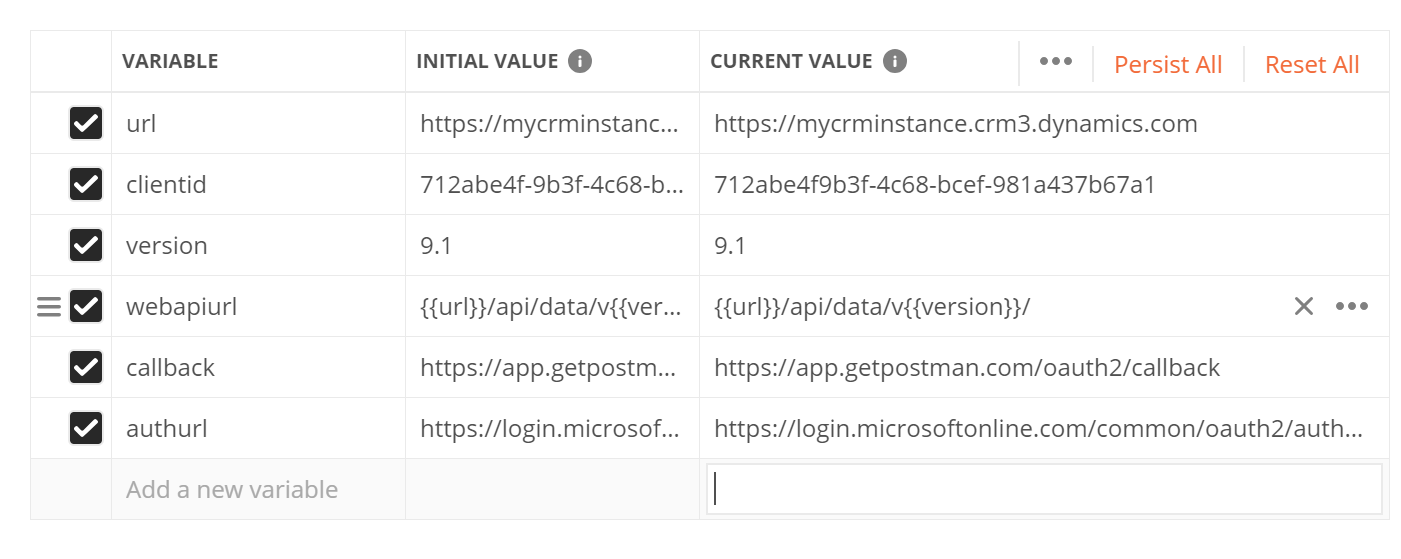 VARIABLE INITIAL VALUE i CURRENT VALUE i ••• Persist All Reset All
url https://mycrminstanc... https://mycrminstance.crm3.dynamics.com
clientid 712abe4f-9b3f-4c68-b... 712abe4f9b3f-4c68-bcef-981a437b67a1
version 9.1 9.1
webapiurl {{url}}/api/data/v{{ver... {{url}}/api/data/v{{version}}/
callback https://app.getpostm... https://app.getpostman.com/oauth2/callback
authurl https://login.microsof... https://login.microsoftonline.com/common/oauth2/auth...
Add a new variable